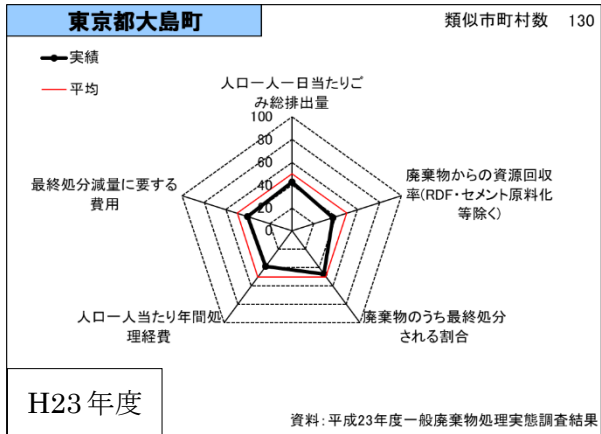 東京都大島町
類似市町村数 130
実績
平均
人口一人一日当たりご
み総排出量
100
80
60
40
20
0
廃棄物からの資源回収
率(RDF・セメント原料化
等除く)
最終処分減量に要する
費用
人口一人当たり年間処
理経費
廃棄物のうち最終処分
される割合
H23年度
資料:平成23年度一般廃棄物処理実態調査結果